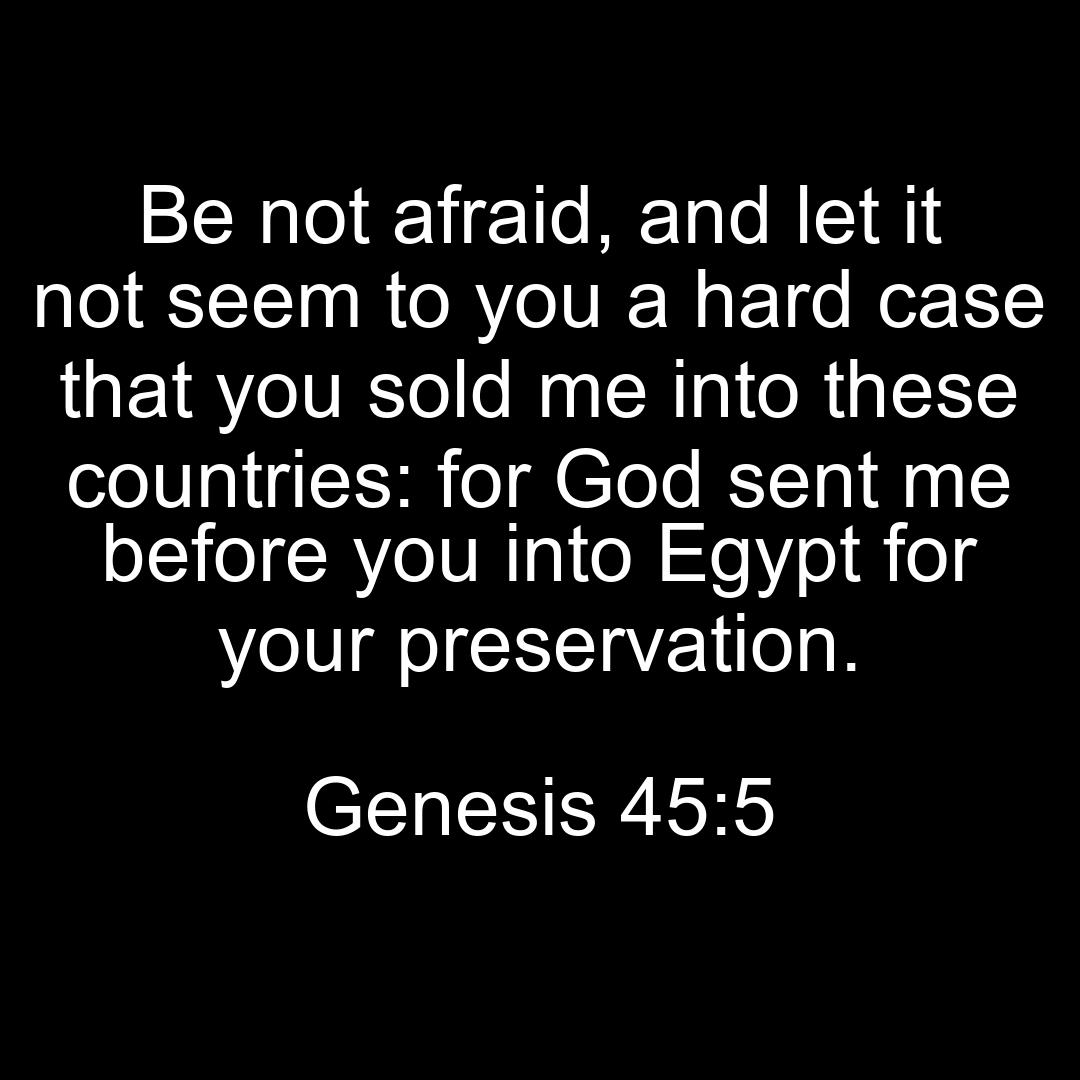 Be not afraid, and let it
not seem to you a hard case
that you sold me into these
countries: for God sent me
before you into Egypt for
your preservation.
Genesis 45:5